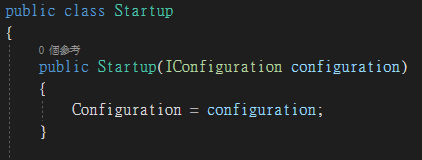 public class Startup
{
0 個參考
public Startup(IConfiguration configuration)
{
Configuration = configuration;
}